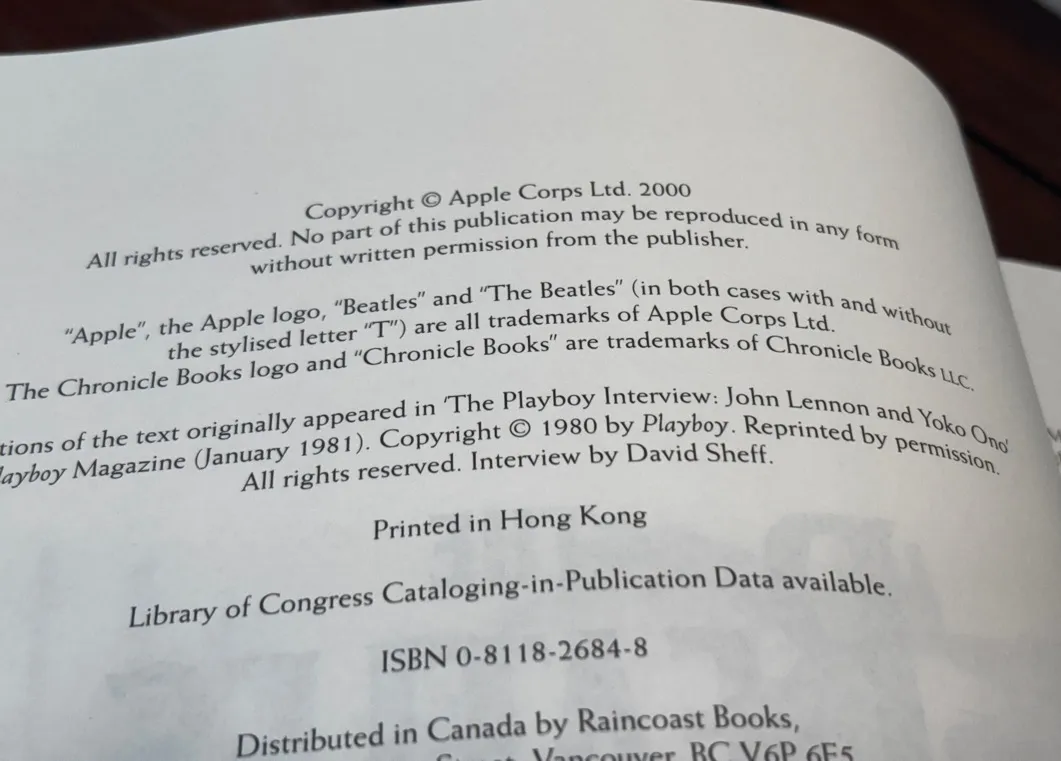 Copyright © Apple Corps Ltd. 2000
All rights reserved. No part of this publication may be reproduced in any form
without written permission from the publisher.
“Apple”, the Apple logo, “Beatles” and “The Beatles” (in both cases with and without
the stylised letter “T”) are all trademarks of Apple Corps Ltd.
The Chronicle Books logo and “Chronicle Books” are trademarks of Chronicle Books LLC.
tions of the text originally appeared in ‘The Playboy Interview: John Lennon and Yoko Ono’
layboy Magazine (January 1981). Copyright © 1980 by Playboy. Reprinted by permission.
All rights reserved. Interview by David Sheff.
Printed in Hong Kong
Library of Congress Cataloging-in-Publication Data available.
ISBN 0-8118-2684-8
Distributed in Canada by Raincoast Books,
Street, Vancouver, BC V6P 6E5